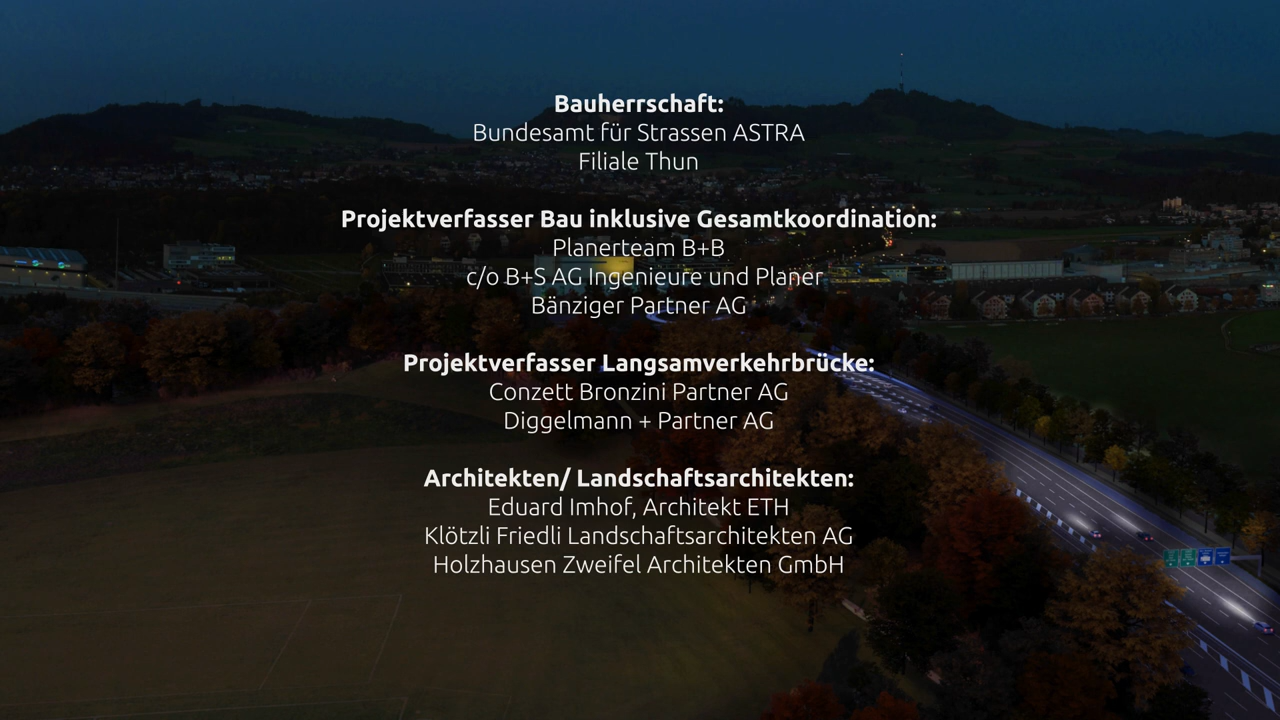 Bauherrschaft:
Bundesamt für Strassen ASTRA
Filiale Thun
Projektverfasser Bau inklusive Gesamtkoordination:
Planerteam B+B
c/o B+S AG Ingenieure und Planer
Bänziger Partner AG
Projektverfasser Langsamverkehrbrücke:
Conzett Bronzini Partner AG
Diggelmann + Partner AG
Architekten/ Landschaftsarchitekten:
Eduard Imhof, Architekt ETH
Klötzli Friedli Landschaftsarchitekten AG
Holzhausen Zweifel Architekten GmbH